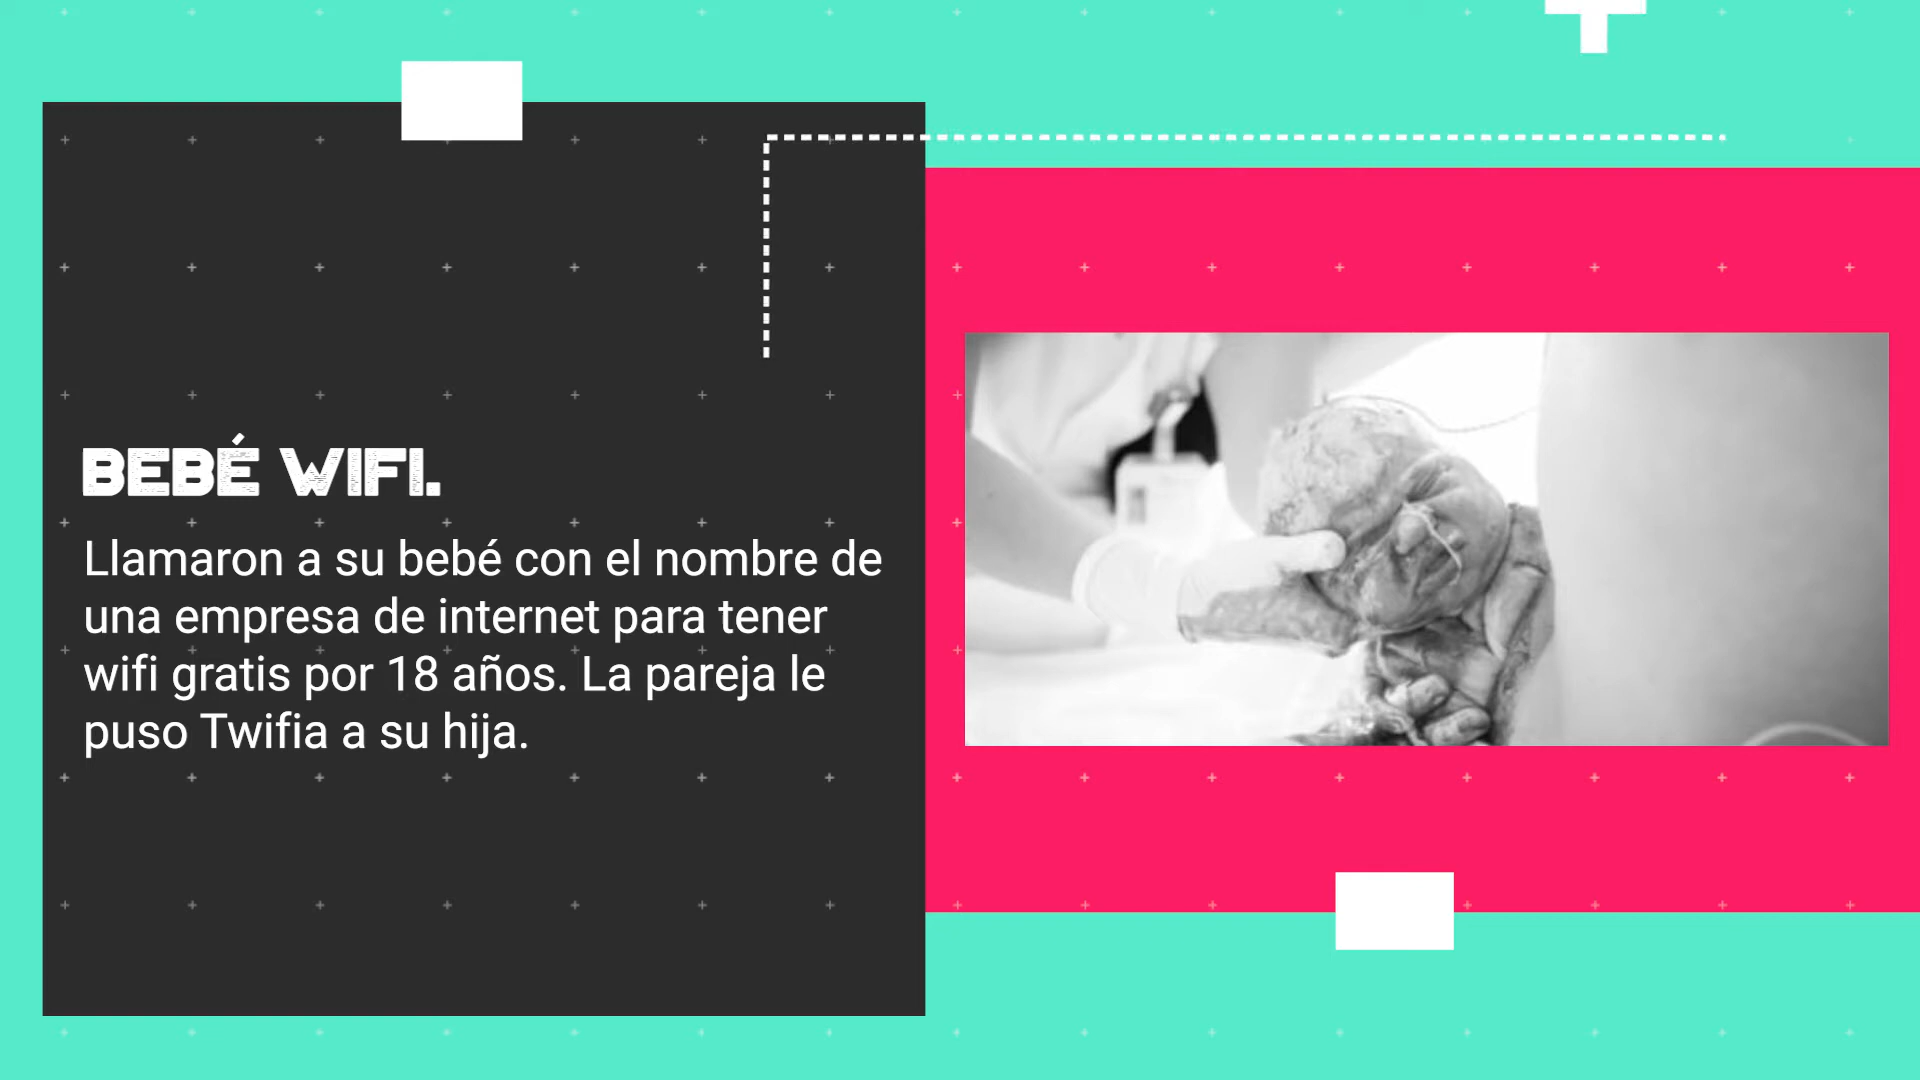 BEBÉ WIFI.
Llamaron a su bebé con el nombre de
una empresa de internet para tener
wifi gratis por 18 años. La pareja le
puso Twifia a su hija.